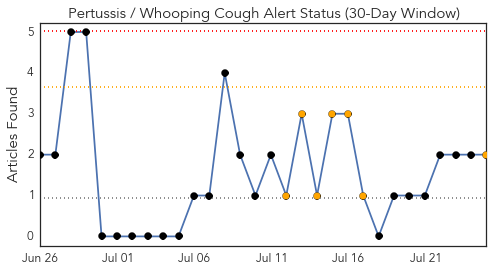 Pertussis / Whooping Cough Alert Status (30-Day Window)
Articles Found
5
4
3
2
1
0
Jun 26
Jul 01
Jul 06
Jul 11
Jul 16
Jul 21